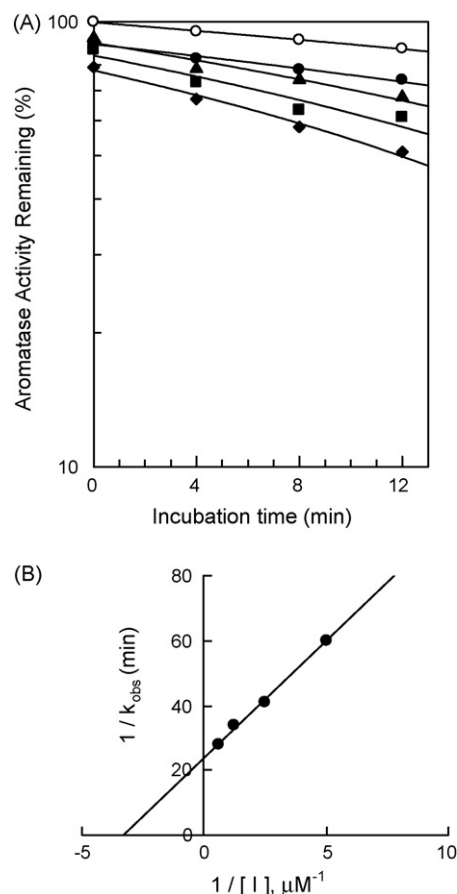 (A)
100
Aromatase Activity Remaining (%)
10
0 4 8 12
Incubation time (min)
(B)
80
60
40
20
0
1 / kobs (min)
-5 0 5 10
1 / [ I ], μM⁻¹